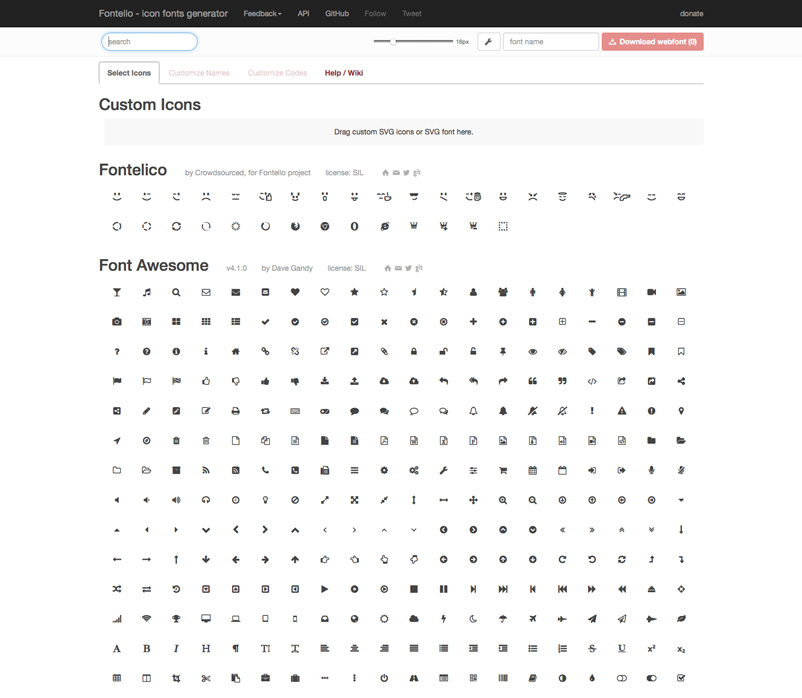 Fontello - icon fonts generator Feedback API GitHub Follow Tweet donate
search 16px font name Download webfont (0)
Select Icons Customize Names Customize Codes Help / Wiki
Custom Icons
Drag custom SVG icons or SVG font here.
Fontelico by Crowdsourced, for Fontello project license: SIL
Font Awesome v4.1.0 by Dave Gandy license: SIL